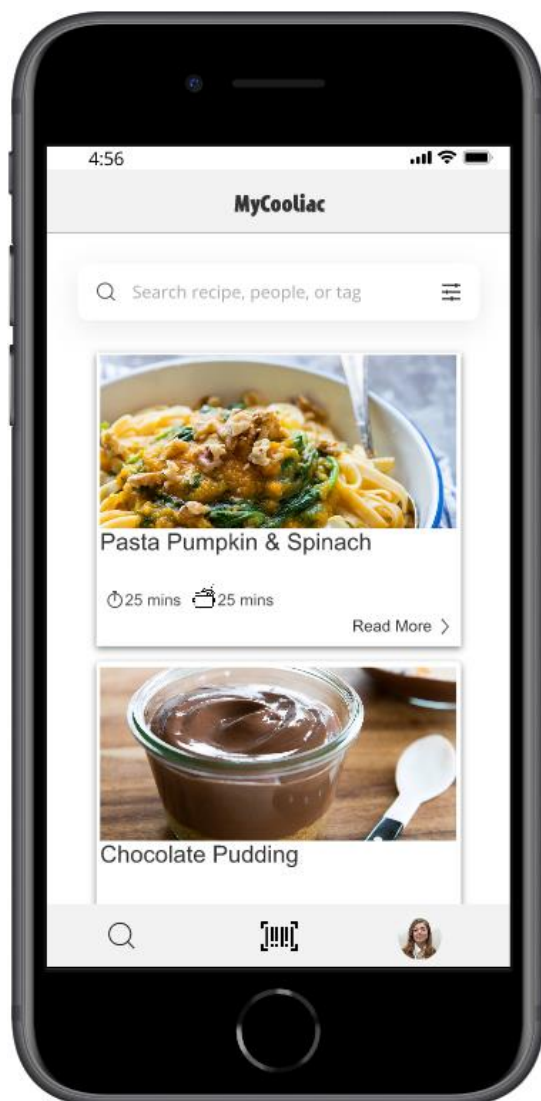 4:56
MyCooliac
Search recipe, people, or tag
Pasta Pumpkin & Spinach
25 mins 25 mins
Read More
Chocolate Pudding